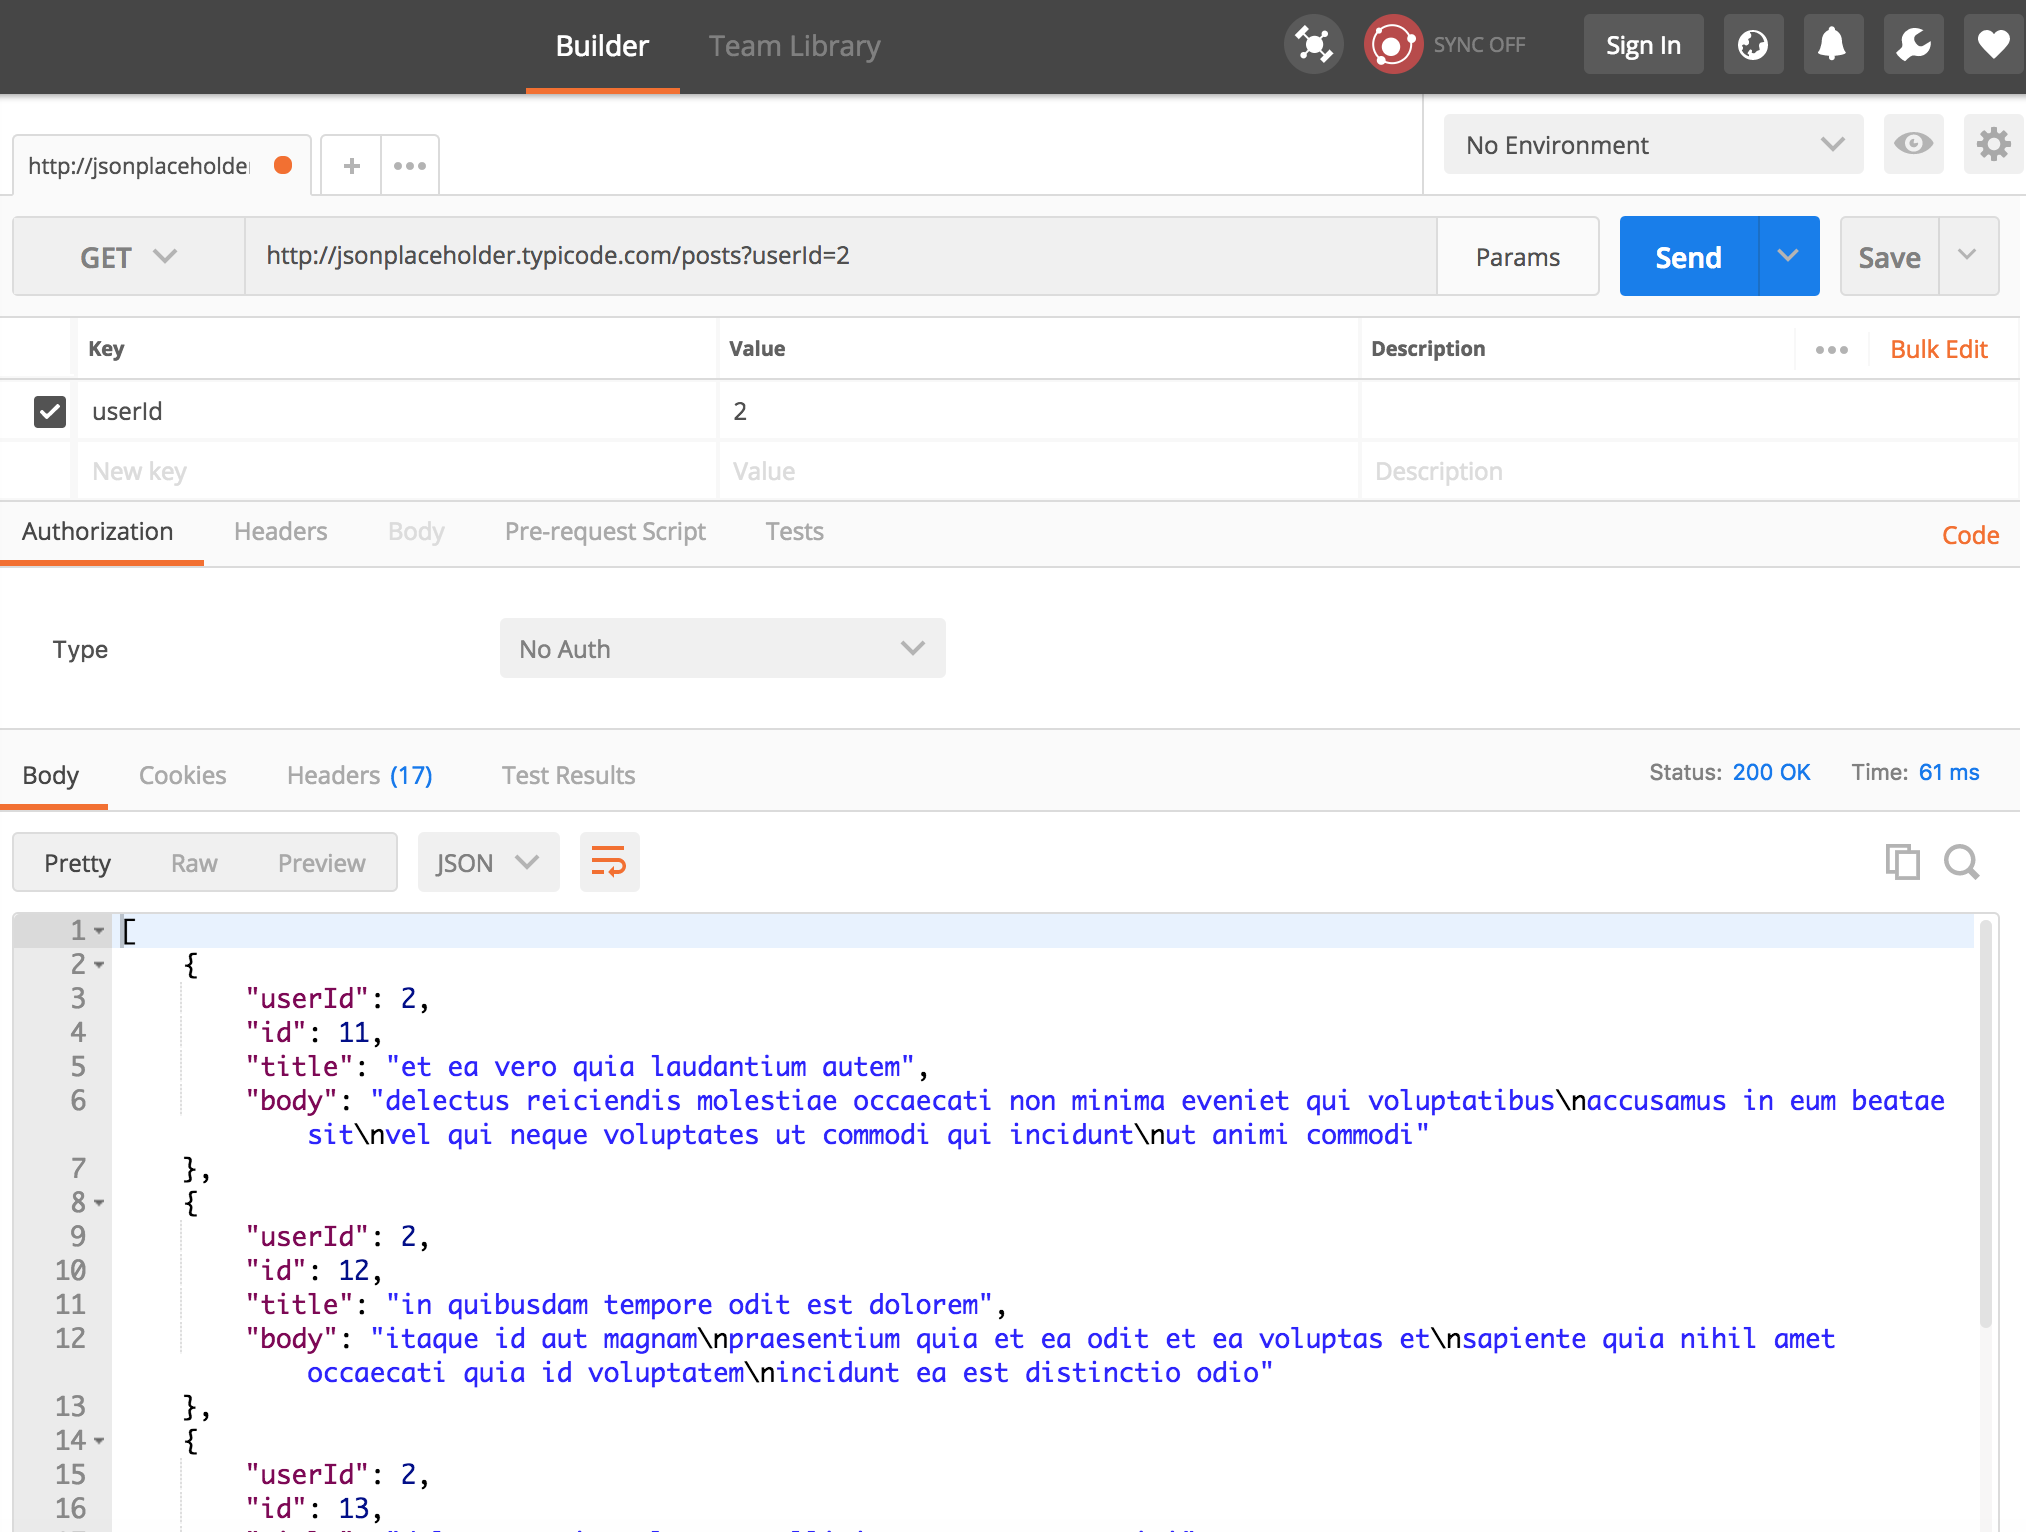 Builder Team Library SYNC OFF Sign In
No Environment
http://jsonplaceholde
GET http://jsonplaceholder.typicode.com/posts?userId=2 Params Send Save
Key Value Description Bulk Edit
userId 2
New key Value Description
Authorization Headers Body Pre-request Script Tests Code
Type No Auth
Body Cookies Headers (17) Test Results Status: 200 OK Time: 61 ms
Pretty Raw Preview JSON
1 [
2 {
3 "userId": 2,
4 "id": 11,
5 "title": "et ea vero quia laudantium autem",
6 "body": "delectus reiciendis molestiae occaecati non minima eveniet qui voluptatibus\naccusamus in eum beatae
sit\nvel qui neque voluptates ut commodi qui incidunt\nut animi commodi"
7 },
8 {
9 "userId": 2,
10 "id": 12,
11 "title": "in quibusdam tempore odit est dolorem",
12 "body": "itaque id aut magnam\npraesentium quia et ea odit et ea voluptas et\nsapiente quia nihil amet
occaecati quia id voluptatem\nincidunt ea est distinctio odio"
13 },
14 {
15 "userId": 2,
16 "id": 13,